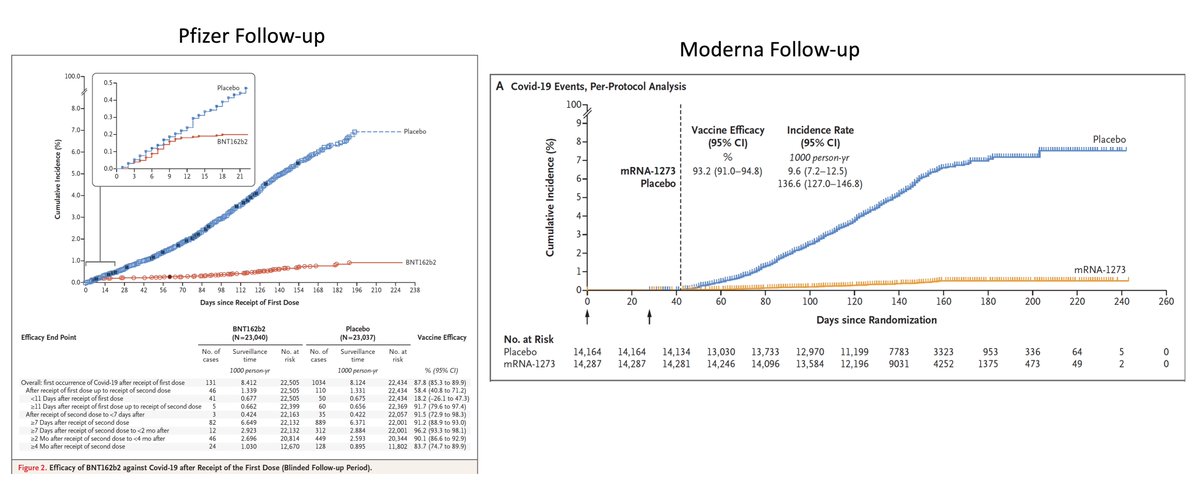 Pfizer Follow-up
100.0
8.0
7.0
6.0
5.0
4.0
3.0
2.0
1.0
0.0
Cumulative Incidence (%)
0.5
0.4
0.3
0.2
0.1
0.0
0 3 6 9 12 15 18 21
Placebo
BNT162b2
Placebo
BNT162b2
0 14 28 42 56 70 84 98 112 126 140 154 168 182 196 210 224 238
Days since Receipt of First Dose
Efficacy End Point BNT162b2 (N=23,040) Placebo (N=23,037) Vaccine Efficacy
No. of cases Surveillance time No. at risk No. of cases Surveillance time No. at risk
1000 person-yr 1000 person-yr % (95% CI)
Overall: first occurrence of Covid-19 after receipt of first dose 131 8.412 22,505 1034 8.124 22,434 87.8 (85.3 to 89.9)
After receipt of first dose up to receipt of second dose 46 1.339 22,505 110 1.331 22,434 58.4 (40.8 to 71.2)
<11 Days after receipt of first dose 41 0.677 22,505 50 0.675 22,434 18.2 (–26.1 to 47.3)
≥11 Days after receipt of first dose up to receipt of second dose 5 0.662 22,399 60 0.656 22,369 91.7 (79.6 to 97.4)
After receipt of second dose to <7 days after 3 0.424 22,163 35 0.422 22,057 91.5 (72.9 to 98.3)
≥7 Days after receipt of second dose 82 6.649 22,132 889 6.371 22,001 91.2 (88.9 to 93.0)
≥7 Days after receipt of second dose to <2 mo after 12 2.923 22,132 312 2.884 22,001 96.2 (93.3 to 98.1)
≥2 Mo after receipt of second dose to <4 mo after 46 2.696 20,814 449 2.593 20,344 90.1 (86.6 to 92.9)
≥4 Mo after receipt of second dose 24 1.030 12,670 128 0.895 11,802 83.7 (74.7 to 89.9)
Figure 2. Efficacy of BNT162b2 against Covid-19 after Receipt of the First Dose (Blinded Follow-up Period).
Moderna Follow-up
A Covid-19 Events, Per-Protocol Analysis
100
9
8
7
6
5
4
3
2
1
0
Cumulative Incidence (%)
Vaccine Efficacy (95% CI) Incidence Rate (95% CI)
% 1000 person-yr
mRNA-1273 93.2 (91.0–94.8) 9.6 (7.2–12.5)
Placebo 136.6 (127.0–146.8)
Placebo
mRNA-1273
0 20 40 60 80 100 120 140 160 180 200 220 240 260
Days since Randomization
No. at Risk
Placebo 14,164 14,164 14,134 13,030 13,733 12,970 11,199 7783 3323 953 336 64 5 0
mRNA-1273 14,287 14,287 14,281 14,246 14,096 13,584 12,196 9031 4252 1375 473 49 2 0